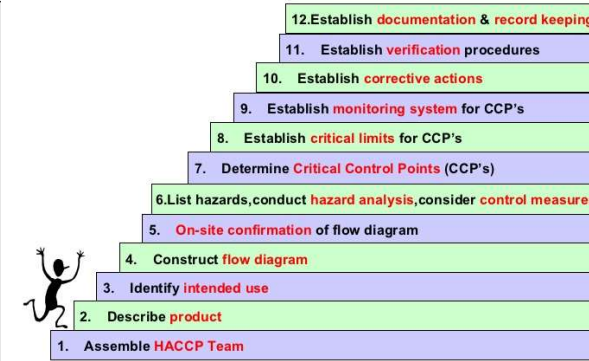 12.Establish documentation & record keeping
11. Establish verification procedures
10. Establish corrective actions
9. Establish monitoring system for CCP's
8. Establish critical limits for CCP's
7. Determine Critical Control Points (CCP's)
6.List hazards,conduct hazard analysis,consider control measure
5. On-site confirmation of flow diagram
4. Construct flow diagram
3. Identify intended use
2. Describe product
1. Assemble HACCP Team